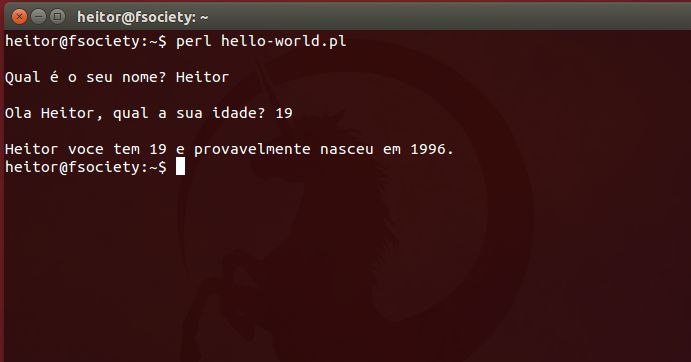 heitor@fsociety: ~
heitor@fsociety:~$ perl hello-world.pl
Qual é o seu nome? Heitor
Ola Heitor, qual a sua idade? 19
Heitor voce tem 19 e provavelmente nasceu em 1996.
heitor@fsociety:~$